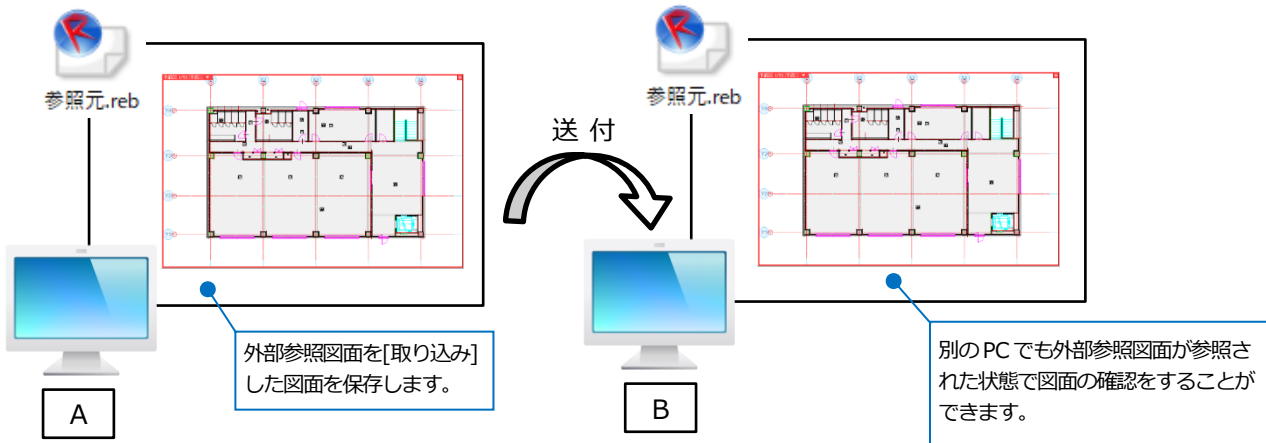 参照元.reb
参照元.reb
送 付
外部参照図面を[取り込み]
した図面を保存します。
別の PC でも外部参照図面が参照さ
れた状態で図面の確認をすることが
できます。
A
B